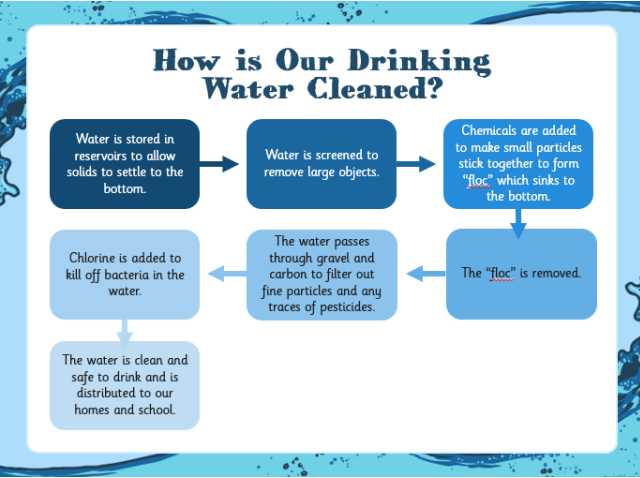 How is Our Drinking
Water Cleaned?
Water is stored in
reservoirs to allow
solids to settle to the
bottom.
Water is screened to
remove large objects.
Chemicals are added
to make small particles
stick together to form
“floc” which sinks to
the bottom.
The “floc” is removed.
The water passes
through gravel and
carbon to filter out
fine particles and any
traces of pesticides.
Chlorine is added to
kill off bacteria in the
water.
The water is clean and
safe to drink and is
distributed to our
homes and school.